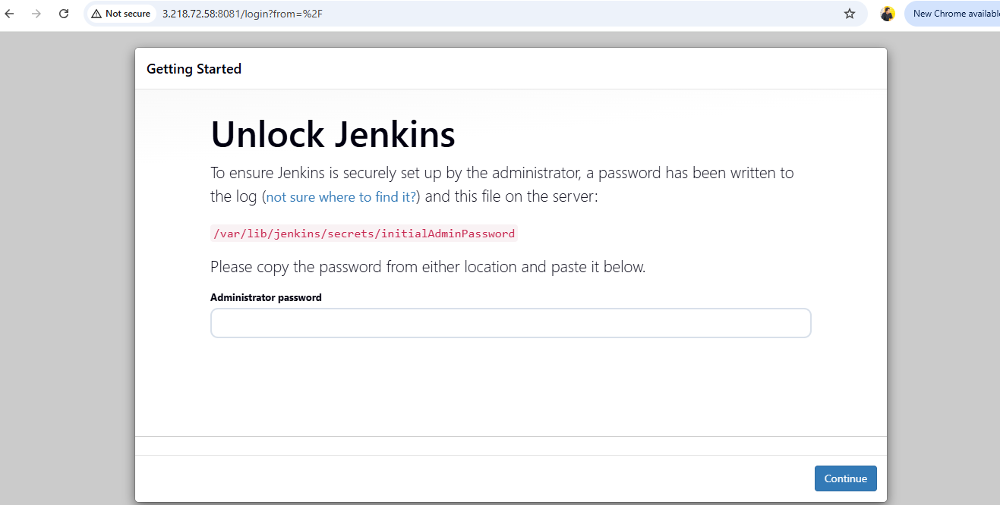 Not secure 3.218.72.58:8081/login?from=%2F
New Chrome available
Getting Started
Unlock Jenkins
To ensure Jenkins is securely set up by the administrator, a password has been written to
the log (not sure where to find it?) and this file on the server:
/var/lib/jenkins/secrets/initialAdminPassword
Please copy the password from either location and paste it below.
Administrator password
Continue